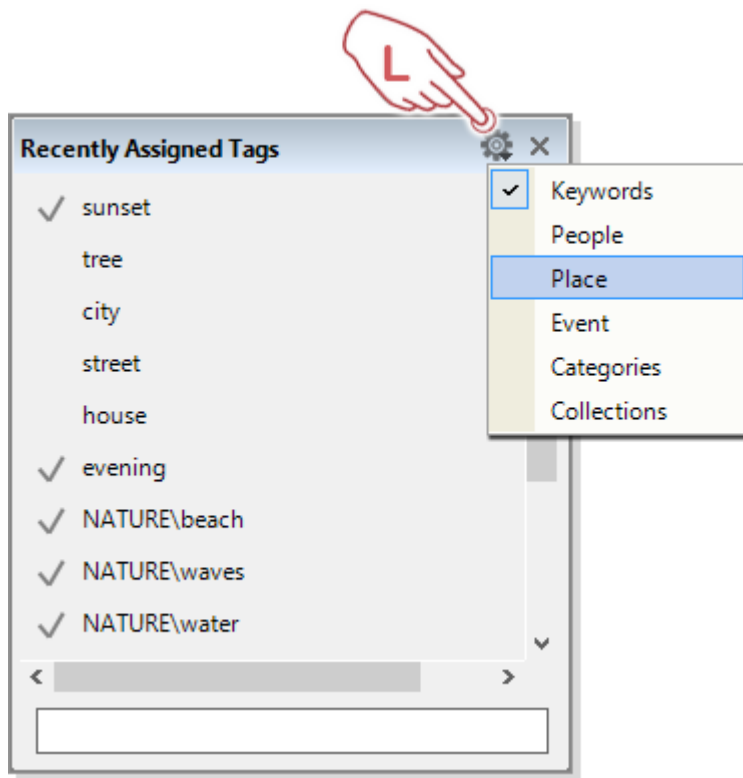 L
Recently Assigned Tags
sunset
tree
city
street
house
evening
NATURE\beach
NATURE\waves
NATURE\water
Keywords
People
Place
Event
Categories
Collections